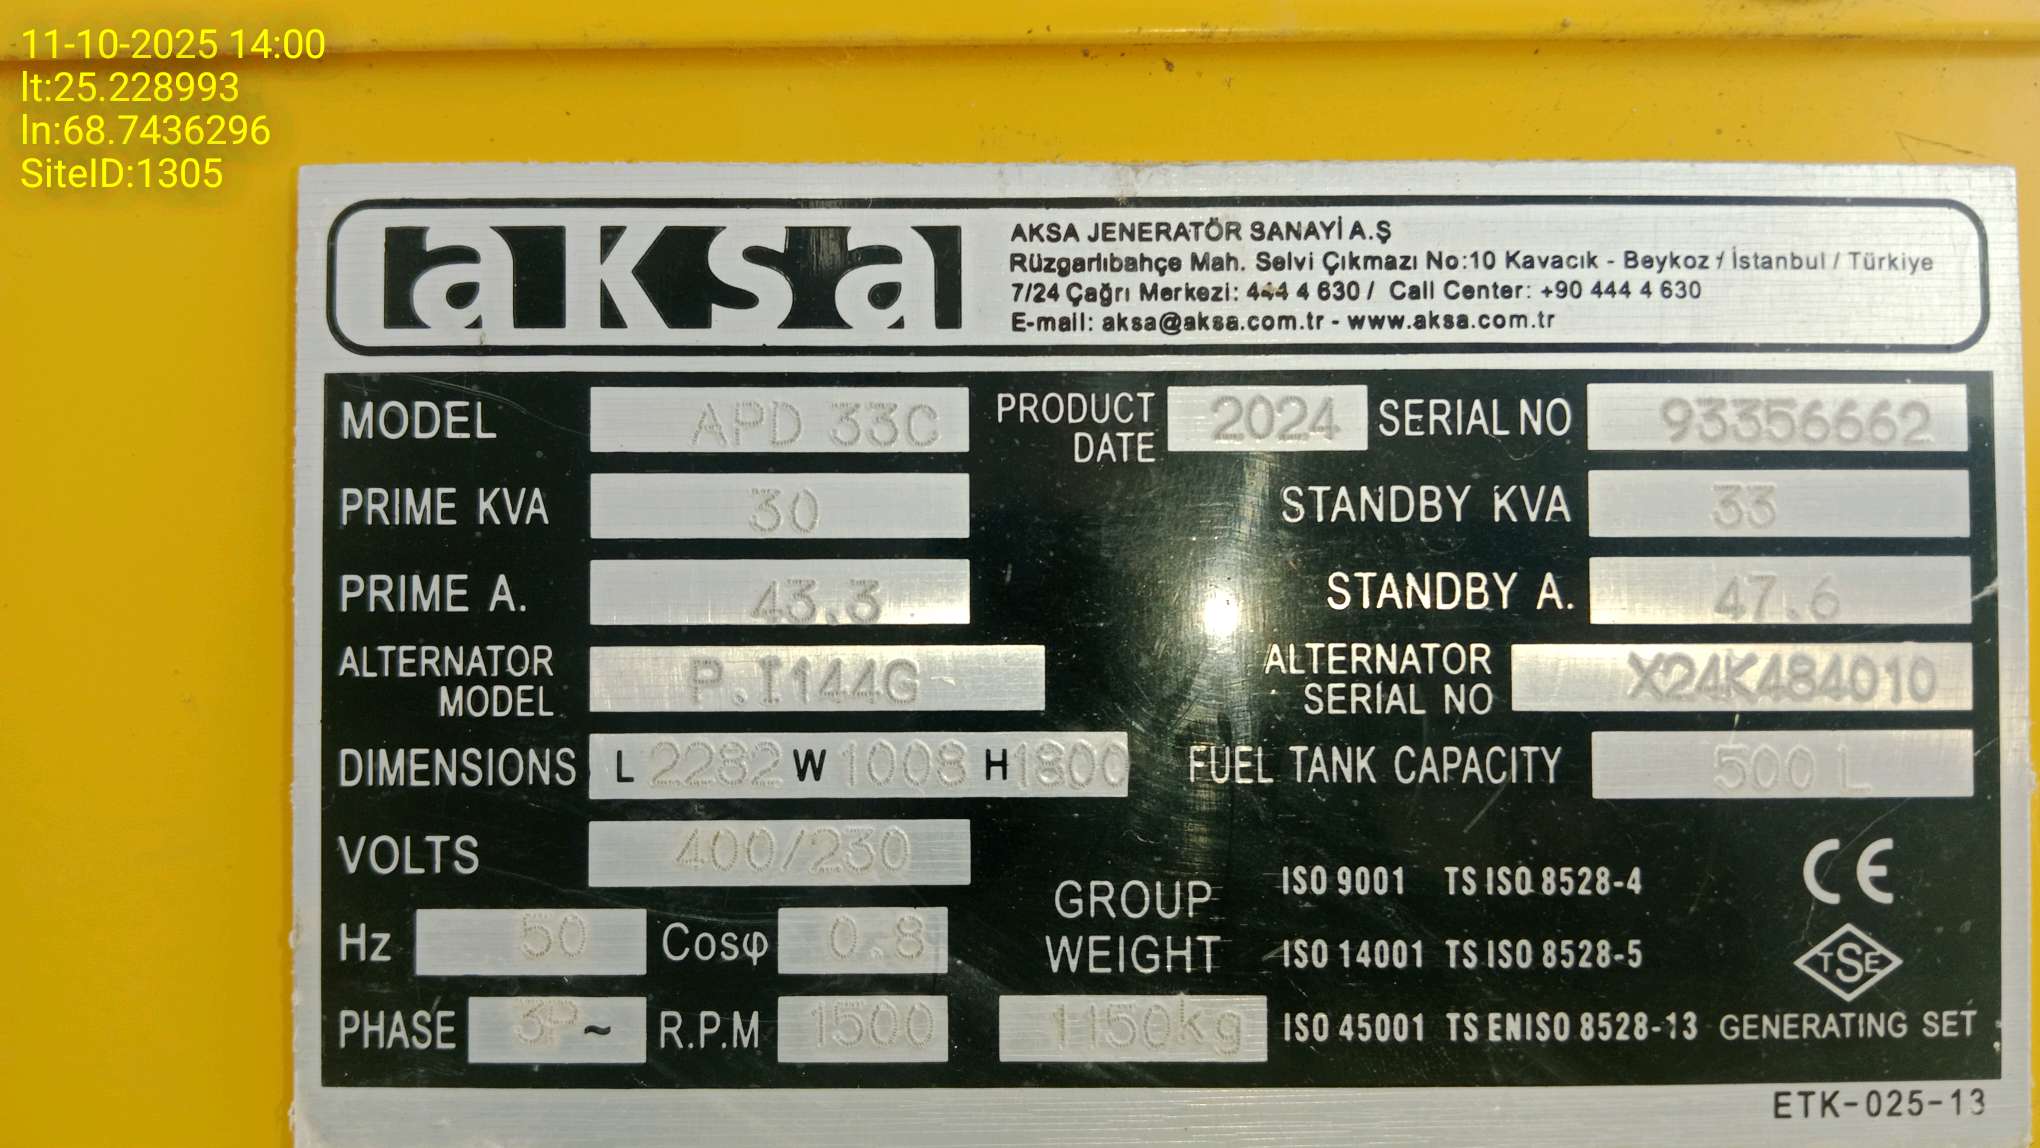 11-10-2025 14:00
lt:25.228993
ln:68.7436296
SiteID:1305
aksa
AKSA JENERATÖR SANAYİ A.Ş
Rüzgarlıbahçe Mah. Selvi Çıkmazı No:10 Kavacık - Beykoz / İstanbul / Türkiye
7/24 Çağrı Merkezi: 444 4 630 / Call Center: +90 444 4 630
E-mail: aksa@aksa.com.tr - www.aksa.com.tr
MODEL APD 33C PRODUCT DATE 2024 SERIAL NO 93356662
PRIME KVA 30 STANDBY KVA 33
PRIME A. 43.3 STANDBY A. 47.6
ALTERNATOR MODEL P.I144G ALTERNATOR SERIAL NO X24K484010
DIMENSIONS L 2282 W 1008 H 1800 FUEL TANK CAPACITY 500 L
VOLTS 400/230
Hz 50 Cosφ 0.8
PHASE 3P~ R.P.M 1500
GROUP WEIGHT 1150kg
ISO 9001 TS ISO 8528-4
ISO 14001 TS ISO 8528-5
ISO 45001 TS EN ISO 8528-13
CE
TSE
GENERATING SET
ETK-025-13